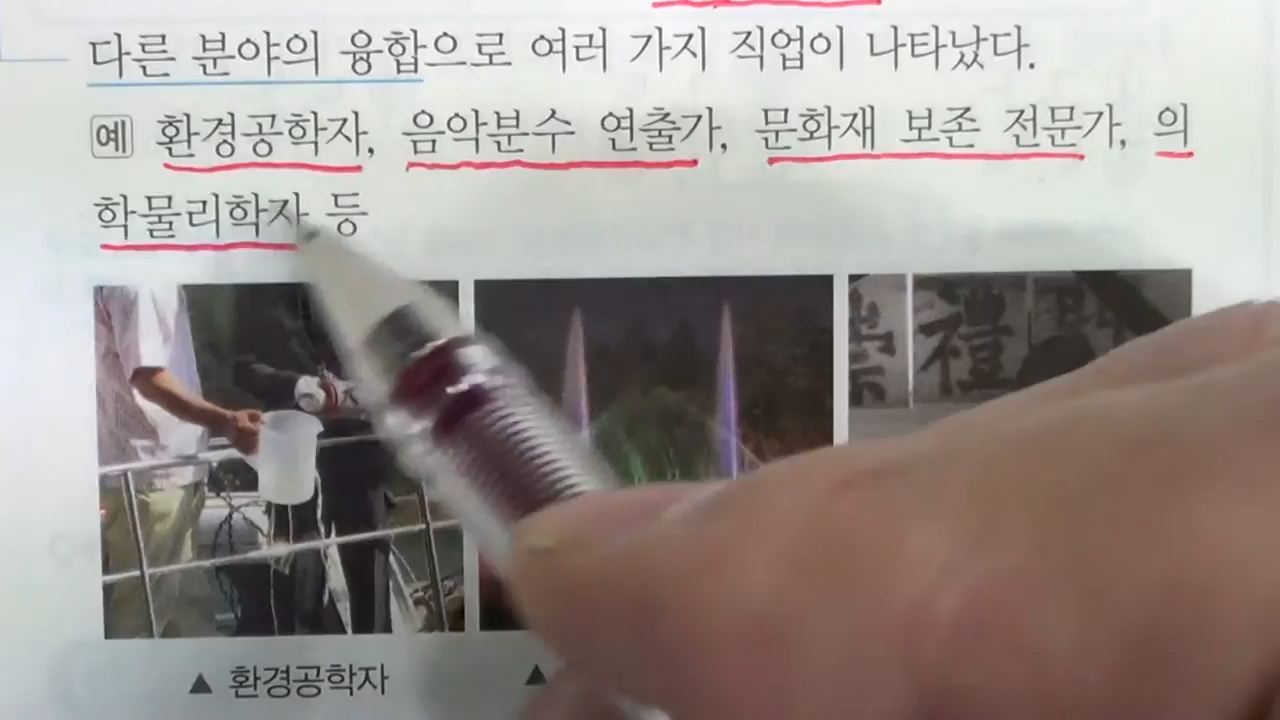 다른 분야의 융합으로 여러 가지 직업이 나타났다.
예 환경공학자, 음악분수 연출가, 문화재 보존 전문가, 의
학물리학자 등
禮
▲ 환경공학자
▲